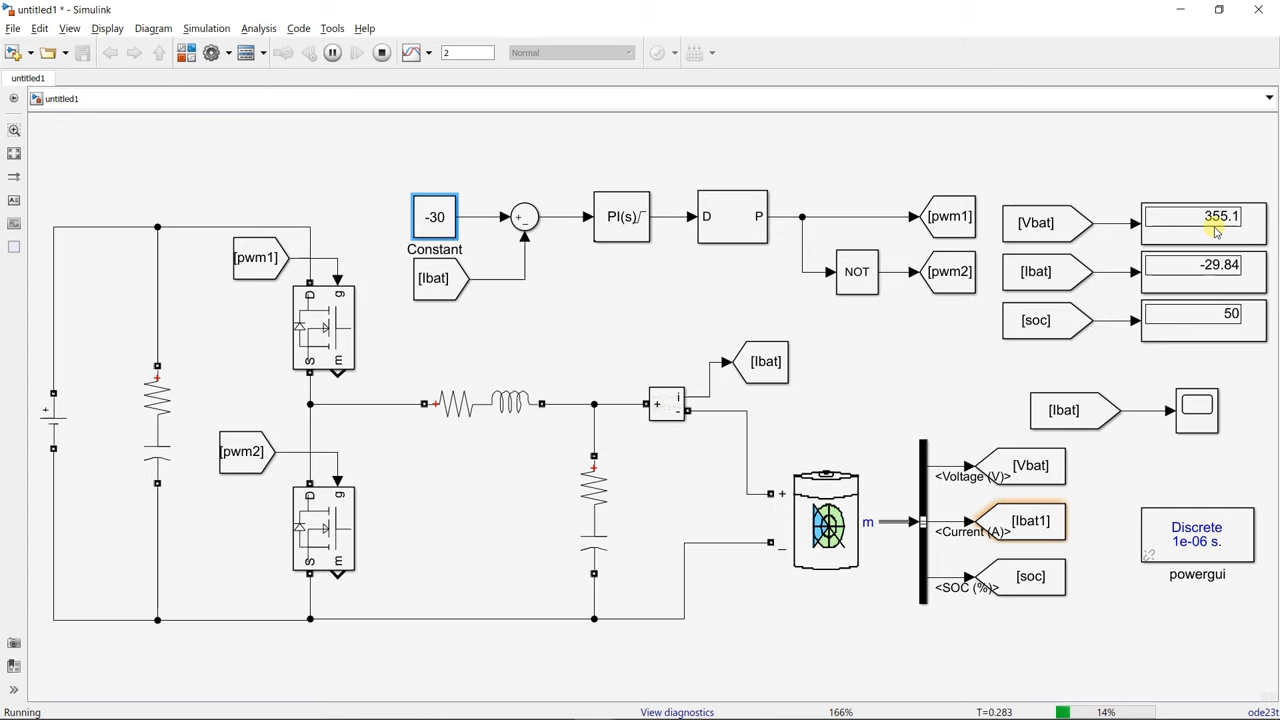 untitled1 * - Simulink
File Edit View Display Diagram Simulation Analysis Code Tools Help
2 Normal
untitled1
untitled1
-30
Constant
[Ibat]
+
−
PI(s)
D P
NOT
[pwm1]
[pwm2]
[Vbat]
355.1
[Ibat]
-29.84
[soc]
50
[pwm1]
D g
S m
[pwm2]
D g
S m
+
+
+
+
[Ibat]
+ i
-
[Ibat]
+
_
m
[Vbat]
<Voltage (V)>
[Ibat1]
<Current (A)>
[soc]
<SOC (%)>
Discrete
1e-06 s.
powergui
Running View diagnostics 166% T=0.283 14% ode23t